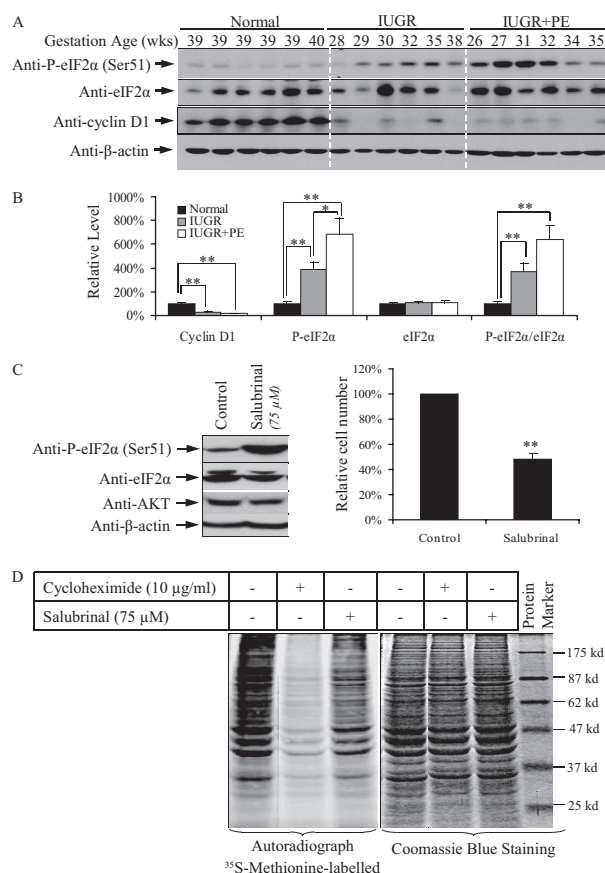 A
Normal IUGR IUGR+PE
Gestation Age (wks) 39 39 39 39 39 40 28 29 30 32 35 38 26 27 31 32 34 35
Anti-P-eIF2α (Ser51)
Anti-eIF2α
Anti-cyclin D1
Anti-β-actin
B
Relative Level
1000%
800%
600%
400%
200%
0%
Normal
IUGR
IUGR+PE
** ** ** ** * ** **
Cyclin D1 P-eIF2α eIF2α P-eIF2α/eIF2α
C
Control
Salubrinal
(75 µM)
Anti-P-eIF2α (Ser51)
Anti-eIF2α
Anti-AKT
Anti-β-actin
Relative cell number
120%
100%
80%
60%
40%
20%
0%
**
Control Salubrinal
D
Cycloheximide (10 µg/ml) - + - - + -
Salubrinal (75 µM) - - + - - +
Protein
Marker
175 kd
87 kd
62 kd
47 kd
37 kd
25 kd
Autoradiograph
³⁵S-Methionine-labelled
Coomassie Blue Staining